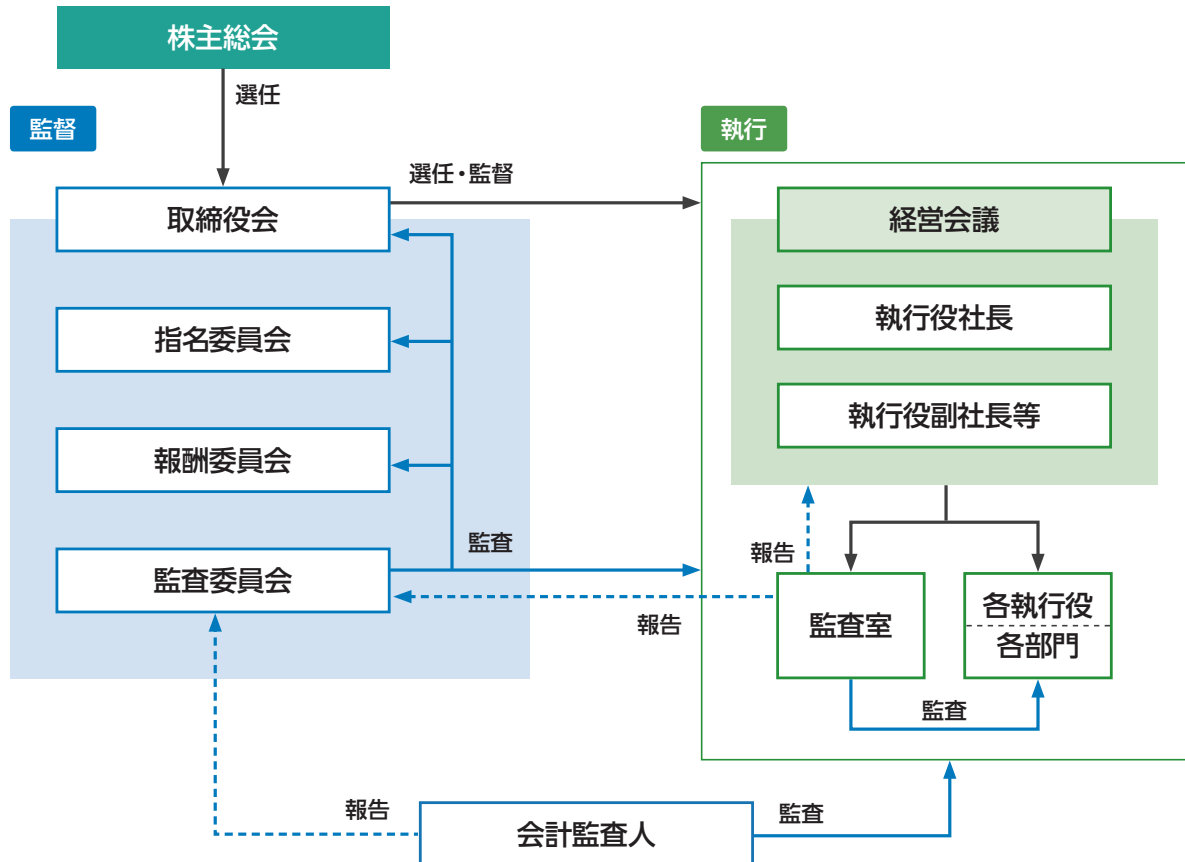 株主総会
選任
監督
執行
選任・監督
取締役会
経営会議
指名委員会
執行役社長
執行役副社長等
報酬委員会
監査
報告
監査委員会
報告
監査室
各執行役
各部門
監査
報告
会計監査人
監査